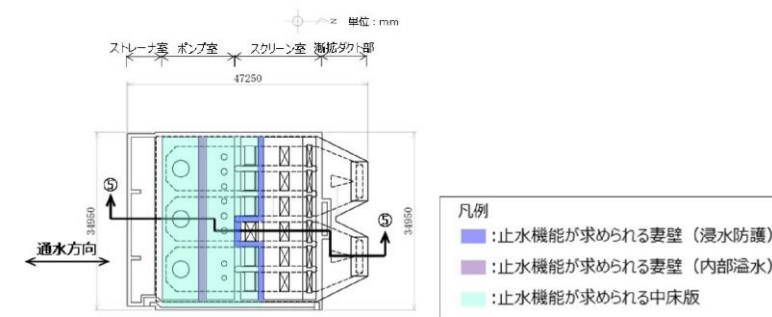 z 単位：mm
ストレーナ室 ポンプ室 スクリーン室 漸拡ダクト部
47250
⑤
34950
通水方向
⑤
34950
凡例
:止水機能が求められる妻壁（浸水防護）
:止水機能が求められる妻壁（内部溢水）
:止水機能が求められる中床版